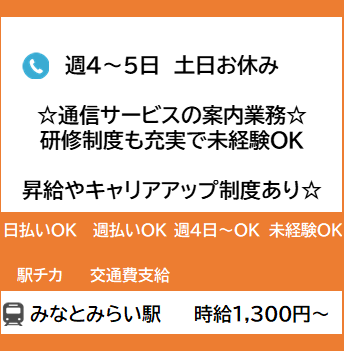 週4～5日 土日お休み
☆通信サービスの案内業務☆
研修制度も充実で未経験OK
昇給やキャリアアップ制度あり☆
日払いOK 週払いOK 週4日～OK 未経験OK
駅チカ 交通費支給
みなとみらい駅 時給1,300円～